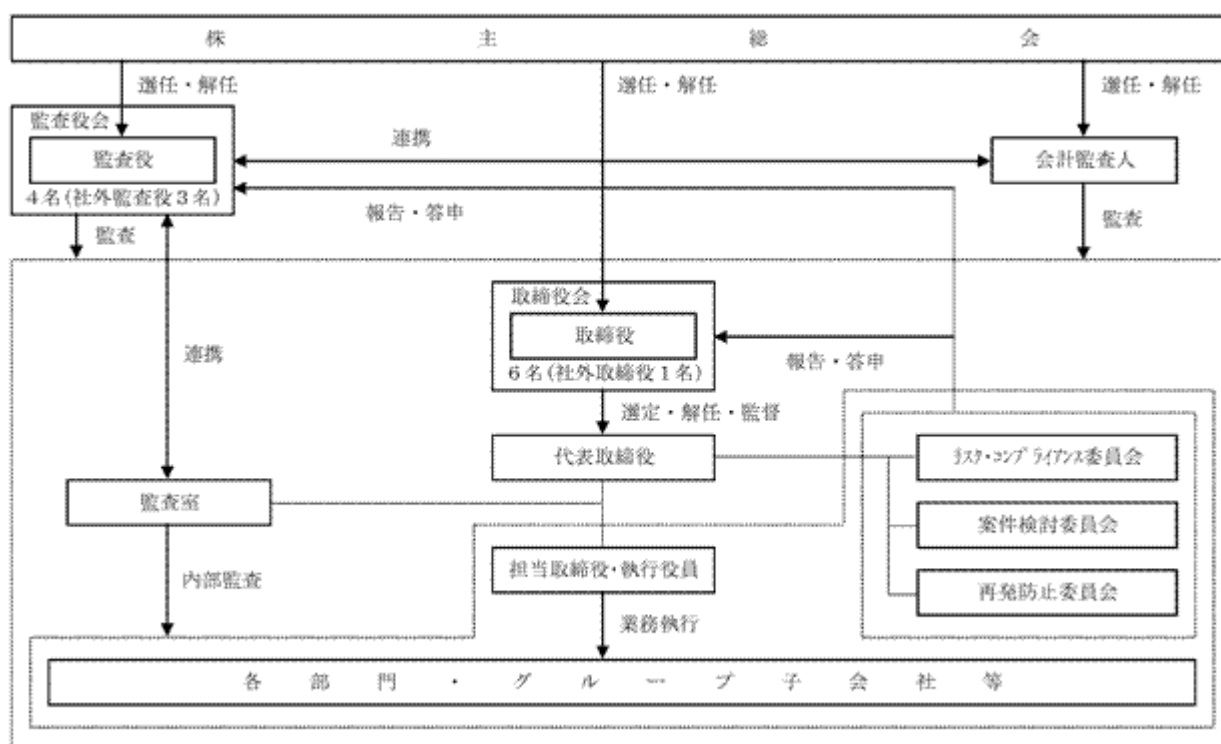 株主総会
選任・解任
選任・解任
選任・解任
監査役会
監査役
4名(社外監査役3名)
連携
会計監査人
報告・答申
監査
監査
取締役会
取締役
6名(社外取締役1名)
連携
報告・答申
選定・解任・監督
代表取締役
リスク・コンプライアンス委員会
監査室
案件検討委員会
担当取締役・執行役員
内部監査
再発防止委員会
業務執行
各部門・グループ子会社等